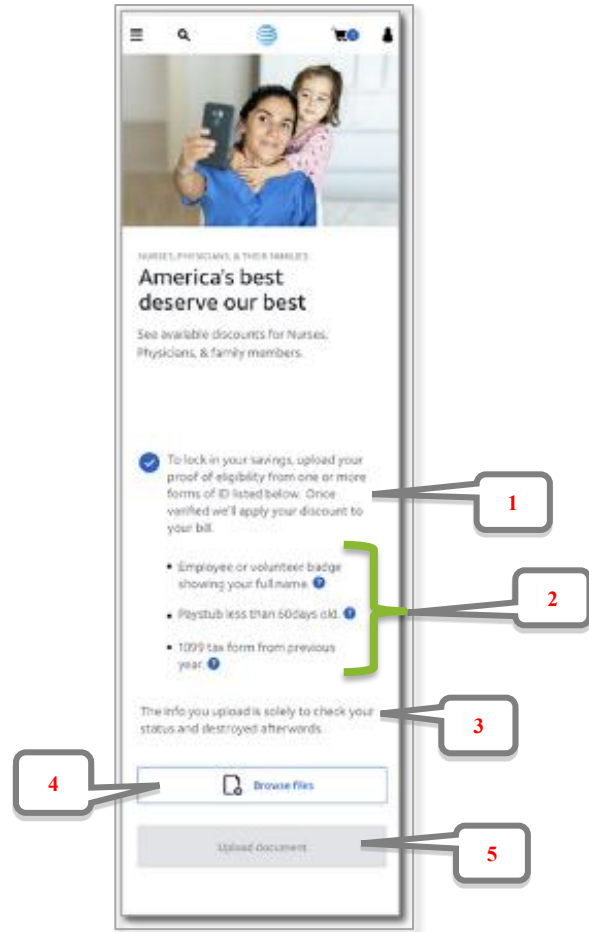 NURSES, PHYSICIANS, & THEIR FAMILIES
America's best
deserve our best
See available discounts for Nurses,
Physicians, & family members.
To lock in your savings, upload your
proof of eligibility from one or more
forms of ID listed below. Once
verified we'll apply your discount to
your bill.
1
• Employee or volunteer badge
showing your full name. ?
2
• Paystub less than 60 days old. ?
• 1099 tax form from previous
year. ?
The info you upload is solely to check your
status and destroyed afterwards.
3
4
Browse files
Upload document
5